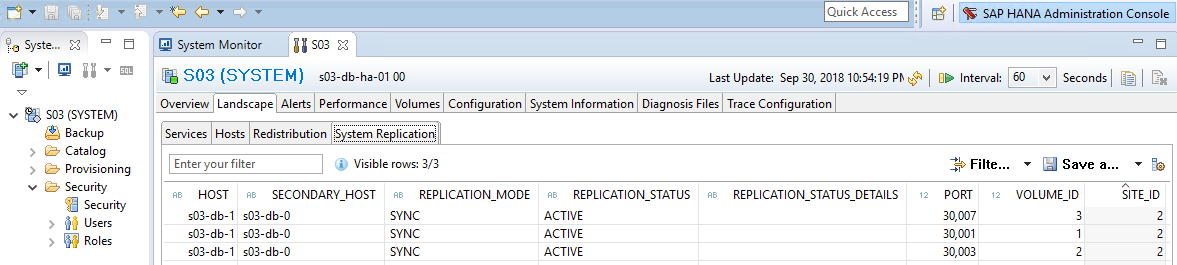 Quick Access SAP HANA Administration Console
Syste... System Monitor S03
S03 (SYSTEM) s03-db-ha-01 00 Last Update: Sep 30, 2018 10:54:19 PM Interval: 60 Seconds
SQL
Overview Landscape Alerts Performance Volumes Configuration System Information Diagnosis Files Trace Configuration
S03 (SYSTEM)
Backup
Catalog
Provisioning
Security
Security
Users
Roles
Services Hosts Redistribution System Replication
Enter your filter Visible rows: 3/3 Filte... Save a...
AB HOST AB SECONDARY_HOST AB REPLICATION_MODE AB REPLICATION_STATUS AB REPLICATION_STATUS_DETAILS 12 PORT 12 VOLUME_ID 12 SITE_ID
s03-db-1 s03-db-0 SYNC ACTIVE 30,007 3 2
s03-db-1 s03-db-0 SYNC ACTIVE 30,001 1 2
s03-db-1 s03-db-0 SYNC ACTIVE 30,003 2 2